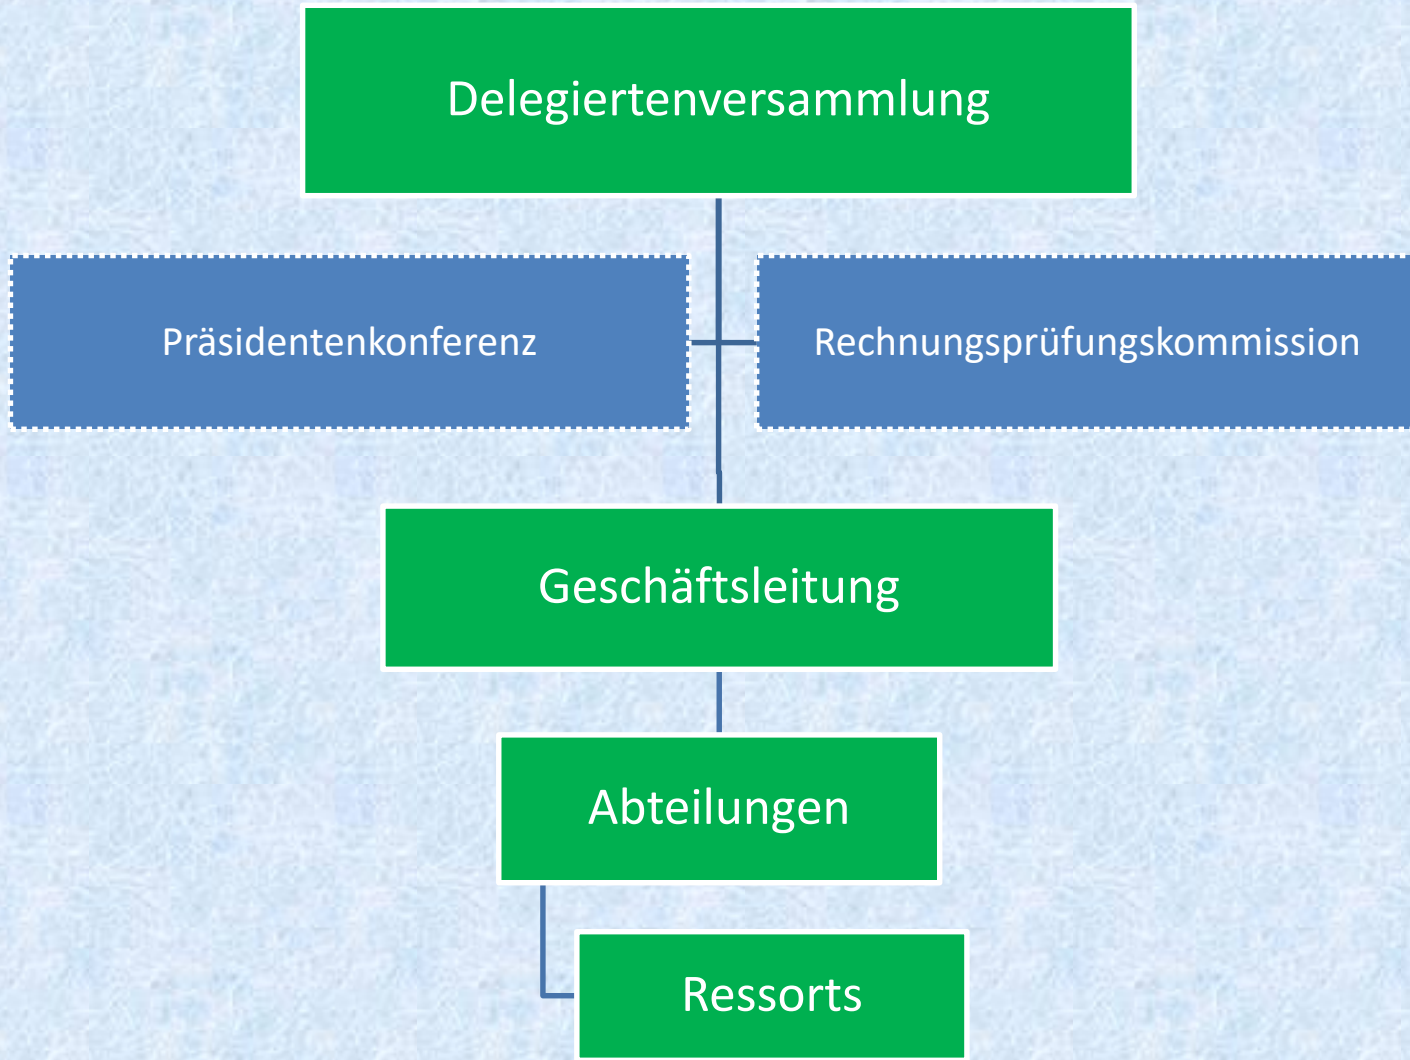 Delegiertenversammlung
Präsidentenkonferenz
Rechnungsprüfungskommission
Geschäftsleitung
Abteilungen
Ressorts